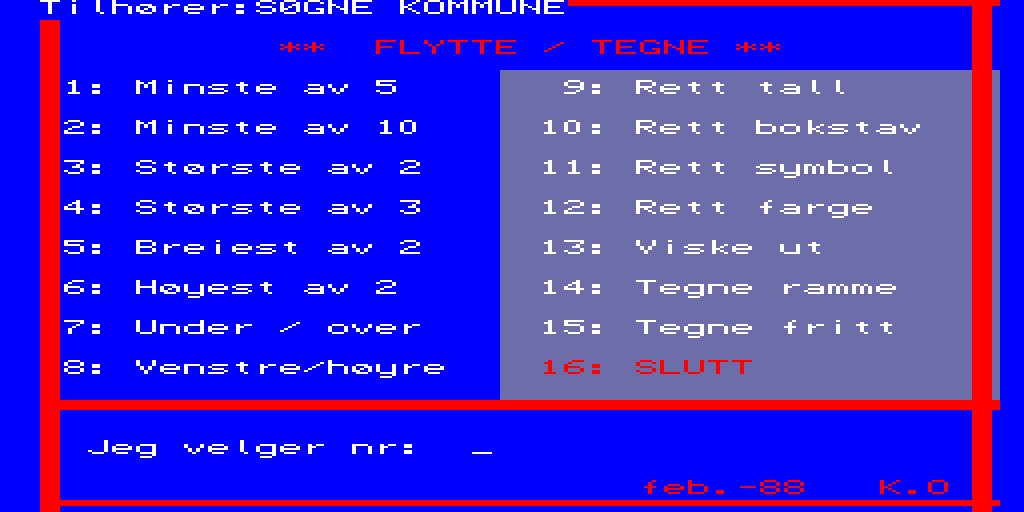 Tilhører:SØGNE KOMMUNE
** FLYTTE / TEGNE **
1: Minste av 5
2: Minste av 10
3: Største av 2
4: Største av 3
5: Breiest av 2
6: Høyest av 2
7: Under / over
8: Venstre/høyre
9: Rett tall
10: Rett bokstav
11: Rett symbol
12: Rett farge
13: Viske ut
14: Tegne ramme
15: Tegne fritt
16: SLUTT
Jeg velger nr: _
feb.-88 K.O